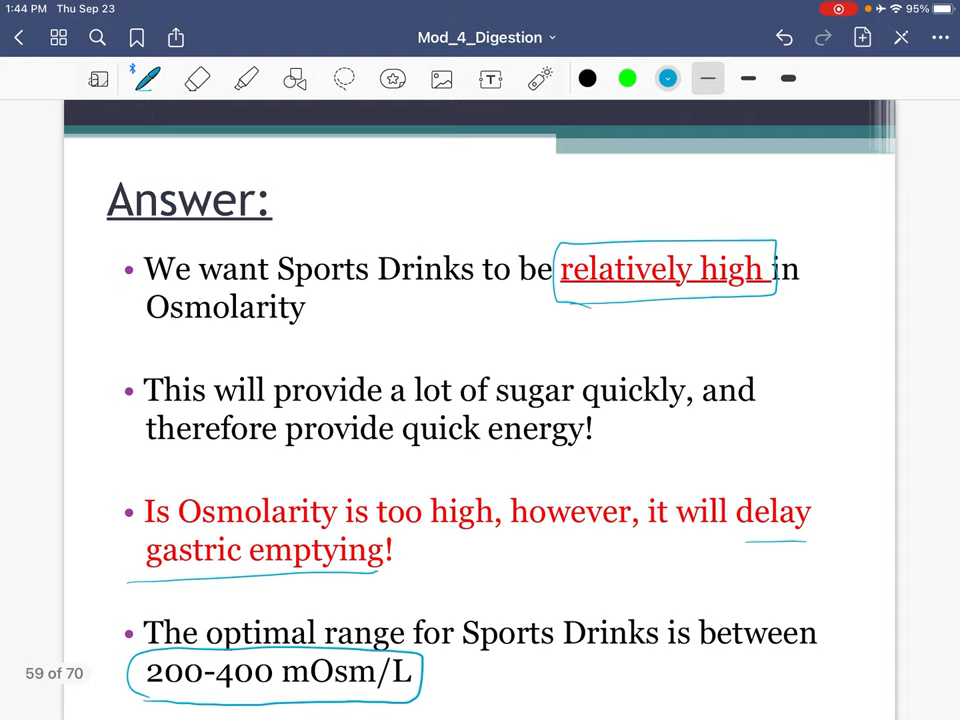 1:44 PM Thu Sep 23
95%
Mod_4_Digestion
T
Answer:
• We want Sports Drinks to be relatively high in
Osmolarity
• This will provide a lot of sugar quickly, and
therefore provide quick energy!
• Is Osmolarity is too high, however, it will delay
gastric emptying!
• The optimal range for Sports Drinks is between
200-400 mOsm/L
59 of 70